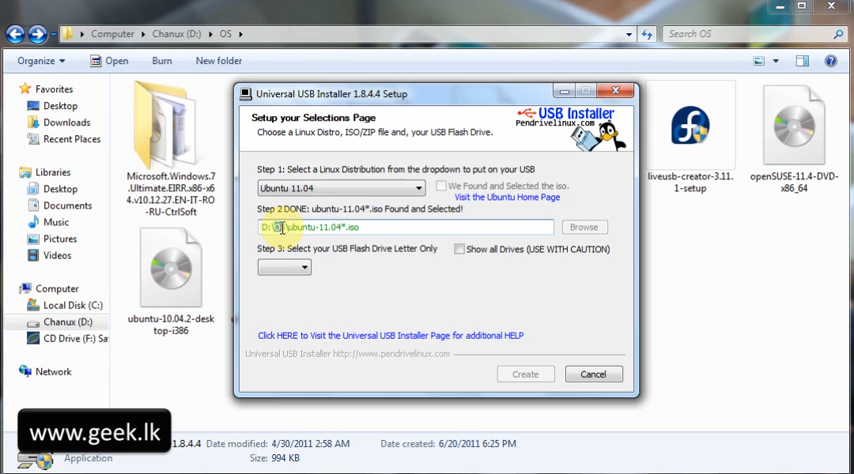 Computer ▸ Chanux (D:) ▸ OS ▸
Search OS
Organize
Open
Burn
New folder
Favorites
Desktop
Downloads
Recent Places
Libraries
Desktop
Documents
Music
Pictures
Videos
Computer
Local Disk (C:)
Chanux (D:)
CD Drive (F:) Sa
Network
Microsoft.Windows.7
.Ultimate.EIRR.x86-x6
4.v10.12.27.EN-IT-RO
-RU-CtrlSoft
ubuntu-10.04.2-desk
top-i386
liveusb-creator-3.11.
1-setup
openSUSE-11.4-DVD-
x86_64
Universal USB Installer 1.8.4.4 Setup
Setup your Selections Page
Choose a Linux Distro, ISO/ZIP file and, your USB Flash Drive.
USB Installer
Pendrivelinux.com
Step 1: Select a Linux Distribution from the dropdown to put on your USB
Ubuntu 11.04
We Found and Selected the iso.
Visit the Ubuntu Home Page
Step 2 DONE: ubuntu-11.04*.iso Found and Selected!
D:\OS\ubuntu-11.04*.iso
Browse
Step 3: Select your USB Flash Drive Letter Only
Show all Drives (USE WITH CAUTION)
Click HERE to Visit the Universal USB Installer Page for additional HELP
Universal USB Installer http://www.pendrivelinux.com
Create
Cancel
www.geek.lk
1.8.4.4
Date modified: 4/30/2011 2:58 AM
Date created: 6/20/2011 6:25 PM
Application
Size: 994 KB